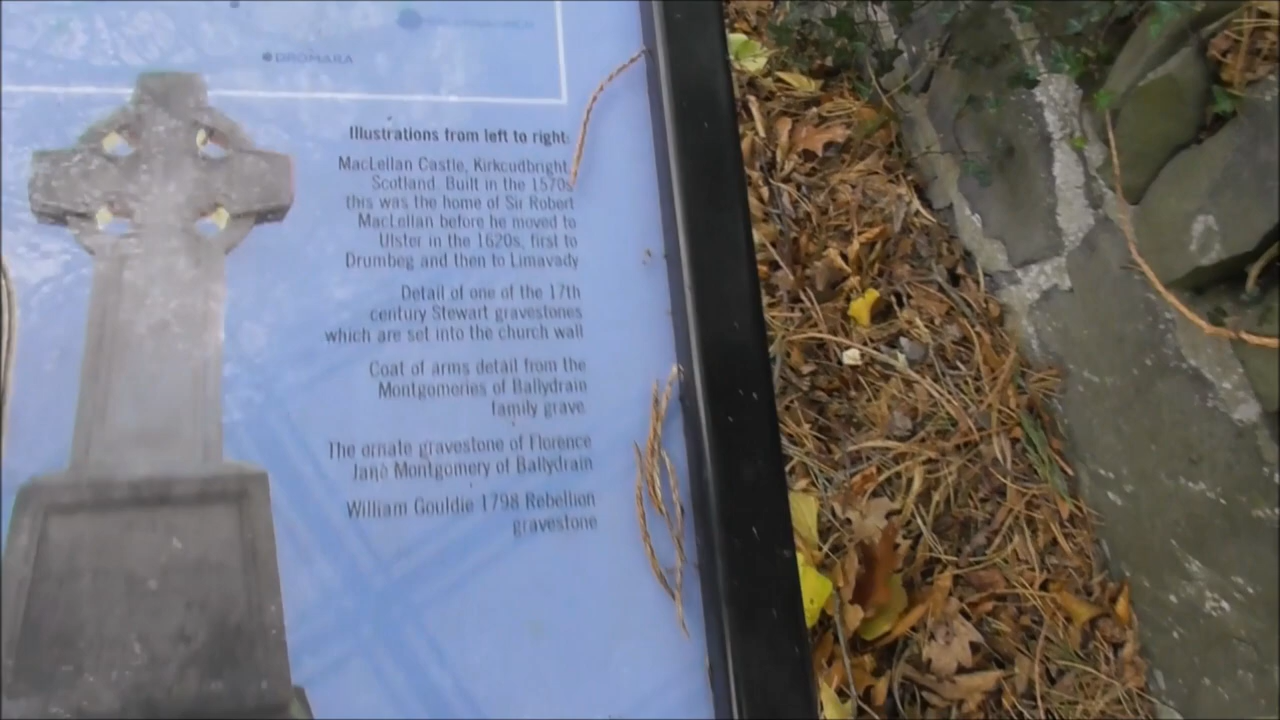 DROMARA
Illustrations from left to right:
MacLellan Castle, Kirkcudbright,
Scotland. Built in the 1570s
this was the home of Sir Robert
MacLellan before he moved to
Ulster in the 1620s, first to
Drumbeg and then to Limavady
Detail of one of the 17th
century Stewart gravestones
which are set into the church wall
Coat of arms detail from the
Montgomeries of Ballydrain
family grave
The ornate gravestone of Florence
Jane Montgomery of Ballydrain
William Gouldie 1798 Rebellion
gravestone